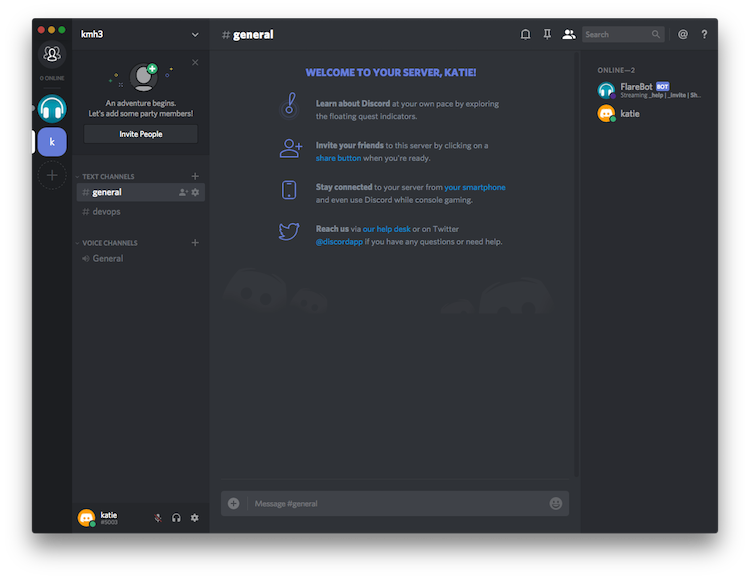 kmh3
# general
Search
@
?
0 ONLINE
An adventure begins.
Let's add some party members!
Invite People
k
TEXT CHANNELS
# general
# devops
VOICE CHANNELS
General
katie
#5003
WELCOME TO YOUR SERVER, KATIE!
Learn about Discord at your own pace by exploring
the floating quest indicators.
Invite your friends to this server by clicking on a
share button when you're ready.
Stay connected to your server from your smartphone
and even use Discord while console gaming.
Reach us via our help desk or on Twitter
@discordapp if you have any questions or need help.
Message #general
ONLINE—2
FlareBot BOT
Streaming _help | _invite | Sh...
katie